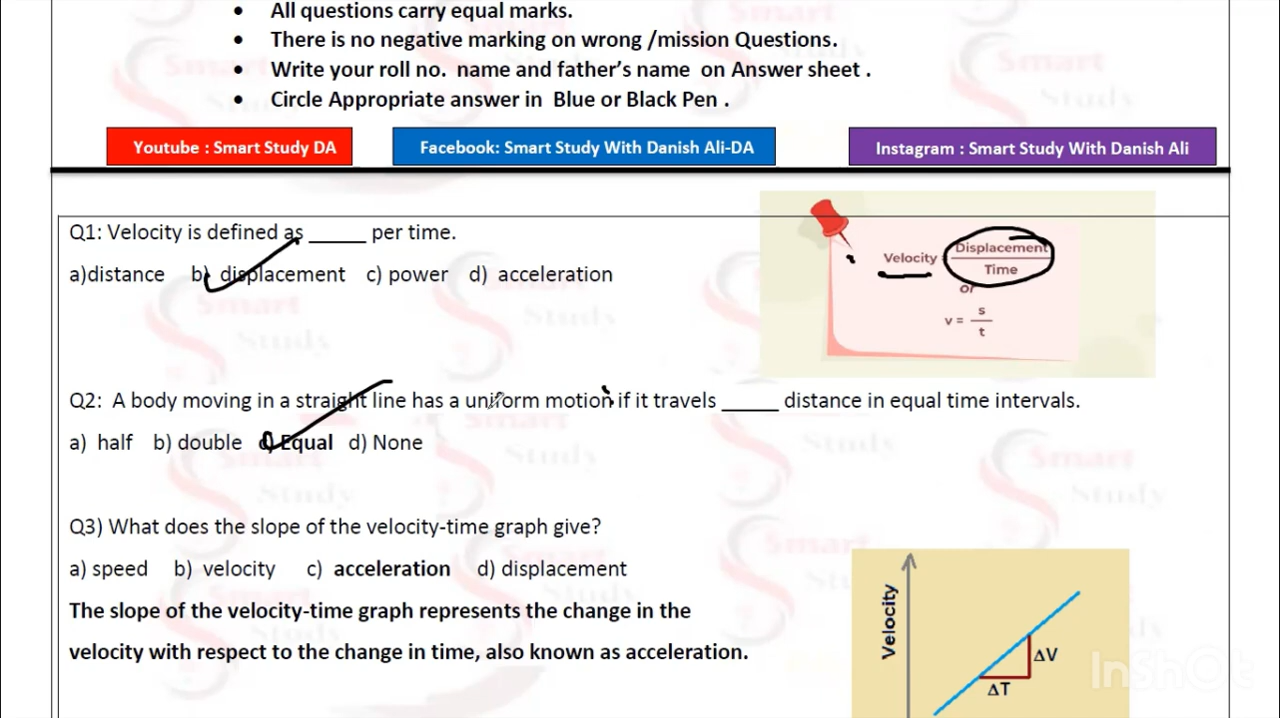 • All questions carry equal marks.
• There is no negative marking on wrong /mission Questions.
• Write your roll no. name and father's name on Answer sheet .
• Circle Appropriate answer in Blue or Black Pen .
Youtube : Smart Study DA
Facebook: Smart Study With Danish Ali-DA
Instagram : Smart Study With Danish Ali
Q1: Velocity is defined as _____ per time.
a)distance b) displacement c) power d) acceleration
Velocity = Displacement
Time
or
v = s
t
Q2: A body moving in a straight line has a uniform motion if it travels _____ distance in equal time intervals.
a) half b) double c) Equal d) None
Q3) What does the slope of the velocity-time graph give?
a) speed b) velocity c) acceleration d) displacement
The slope of the velocity-time graph represents the change in the
velocity with respect to the change in time, also known as acceleration.
Velocity
ΔV
ΔT
InShOt
Smart
Study